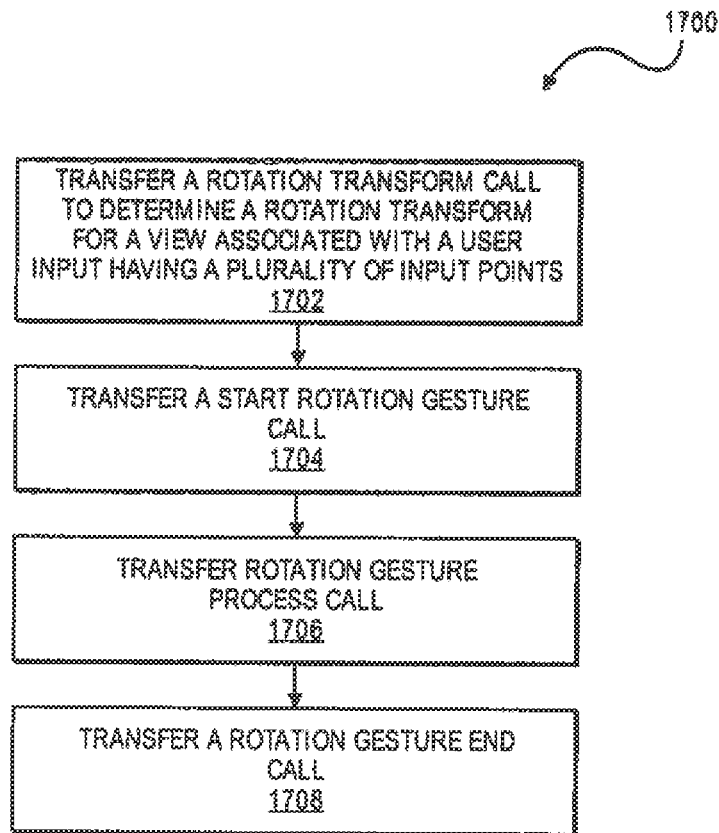 1700
TRANSFER A ROTATION TRANSFORM CALL
TO DETERMINE A ROTATION TRANSFORM
FOR A VIEW ASSOCIATED WITH A USER
INPUT HAVING A PLURALITY OF INPUT POINTS
1702
TRANSFER A START ROTATION GESTURE
CALL
1704
TRANSFER ROTATION GESTURE
PROCESS CALL
1706
TRANSFER A ROTATION GESTURE END
CALL
1708